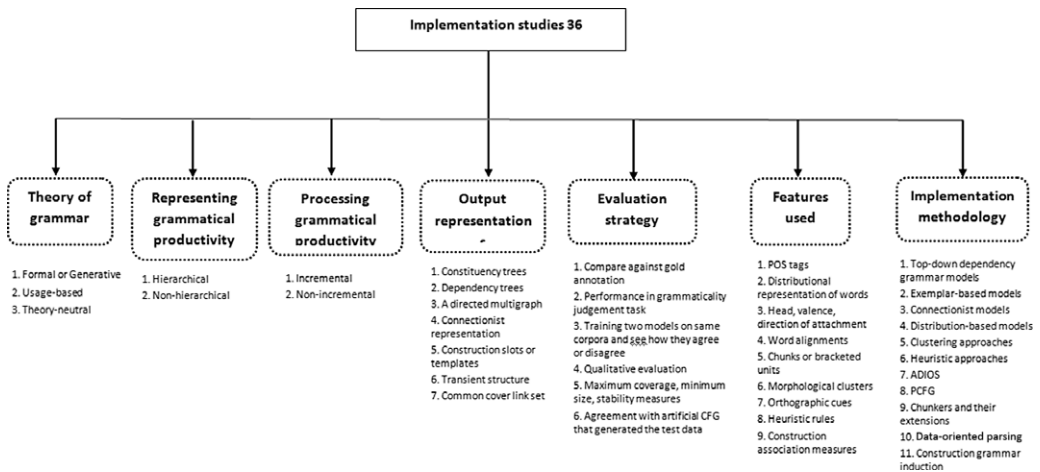 Implementation studies 36
Theory of
grammar
1. Formal or Generative
2. Usage-based
3. Theory-neutral
Representing
grammatical
productivity
1. Hierarchical
2. Non-hierarchical
Processing
grammatical
productivity
1. Incremental
2. Non-incremental
Output
representation
1. Constituency trees
2. Dependency trees
3. A directed multigraph
4. Connectionist
representation
5. Construction slots or
templates
6. Transient structure
7. Common cover link set
Evaluation
strategy
1. Compare against gold
annotation
2. Performance in grammaticality
judgement task
3. Training two models on same
corpora and see how they agree
or disagree
4. Qualitative evaluation
5. Maximum coverage, minimum
size, stability measures
6. Agreement with artificial CFG
that generated the test data
Features
used
1. POS tags
2. Distributional
representation of words
3. Head, valence,
direction of attachment
4. Word alignments
5. Chunks or bracketed
units
6. Morphological clusters
7. Orthographic cues
8. Heuristic rules
9. Construction
association measures
Implementation
methodology
1. Top-down dependency
grammar models
2. Exemplar-based models
3. Connectionist models
4. Distribution-based models
5. Clustering approaches
6. Heuristic approaches
7. ADIOS
8. PCFG
9. Chunkers and their
extensions
10. Data-oriented parsing
11. Construction grammar
induction